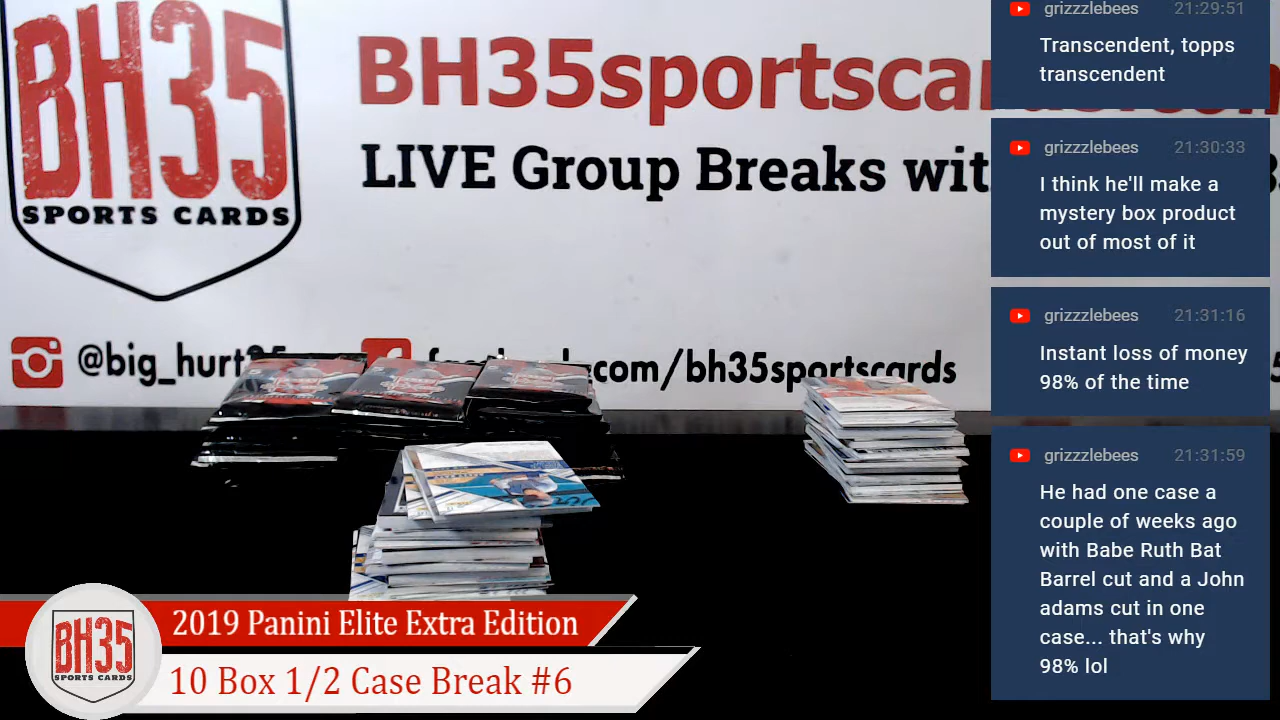 BH35
SPORTS CARDS
BH35sportscards.com
LIVE Group Breaks wit
@big_hurt35
.com/bh35sportscards
grizzzlebees 21:29:51
Transcendent, topps
transcendent
grizzzlebees 21:30:33
I think he'll make a
mystery box product
out of most of it
grizzzlebees 21:31:16
Instant loss of money
98% of the time
grizzzlebees 21:31:59
He had one case a
couple of weeks ago
with Babe Ruth Bat
Barrel cut and a John
adams cut in one
case... that's why
98% lol
BH35
SPORTS CARDS
2019 Panini Elite Extra Edition
10 Box 1/2 Case Break #6